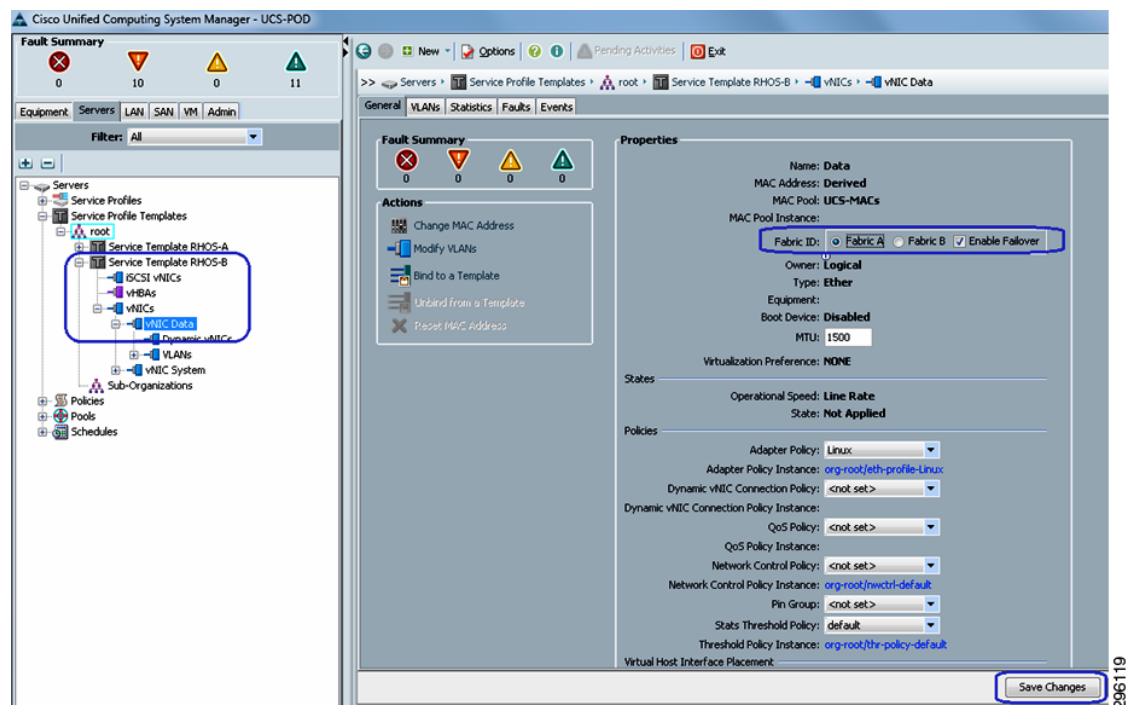 Cisco Unified Computing System Manager - UCS-POD
Fault Summary
0 10 0 11
Equipment Servers LAN SAN VM Admin
Filter: All
Servers
Service Profiles
Service Profile Templates
root
Service Template RHOS-A
Service Template RHOS-B
iSCSI vNICs
vHBAs
vNICs
vNIC Data
Dynamic vNICs
VLANs
vNIC System
Sub-Organizations
Policies
Pools
Schedules
New Options Pending Activities Exit
>> Servers Service Profile Templates root Service Template RHOS-B vNICs vNIC Data
General VLANs Statistics Faults Events
Fault Summary
0 0 0 0
Actions
Change MAC Address
Modify VLANs
Bind to a Template
Unbind from a Template
Reset MAC Address
Properties
Name: Data
MAC Address: Derived
MAC Pool: UCS-MACs
MAC Pool Instance:
Fabric ID: Fabric A Fabric B Enable Failover
Owner: Logical
Type: Ether
Equipment:
Boot Device: Disabled
MTU: 1500
Virtualization Preference: NONE
States
Operational Speed: Line Rate
State: Not Applied
Policies
Adapter Policy: Linux
Adapter Policy Instance: org-root/eth-profile-Linux
Dynamic vNIC Connection Policy: <not set>
Dynamic vNIC Connection Policy Instance:
QoS Policy: <not set>
QoS Policy Instance:
Network Control Policy: <not set>
Network Control Policy Instance: org-root/nwctrl-default
Pin Group: <not set>
Stats Threshold Policy: default
Threshold Policy Instance: org-root/thr-policy-default
Virtual Host Interface Placement
Save Changes
296119